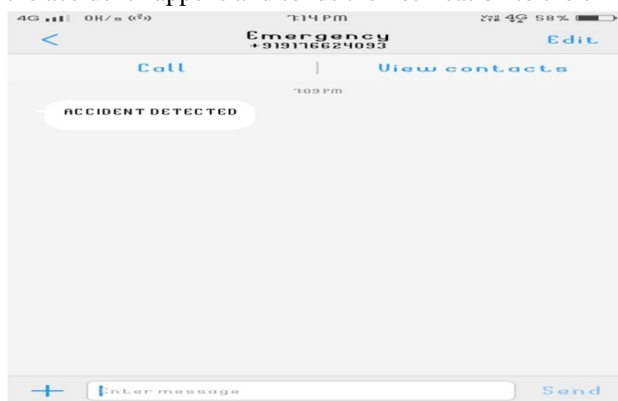 4G 0K/s 7:14 PM 4G 58%
< Emergency Edit
+919176624093
Call | View contacts
7:09 PM
ACCIDENT DETECTED
+ Enter message Send